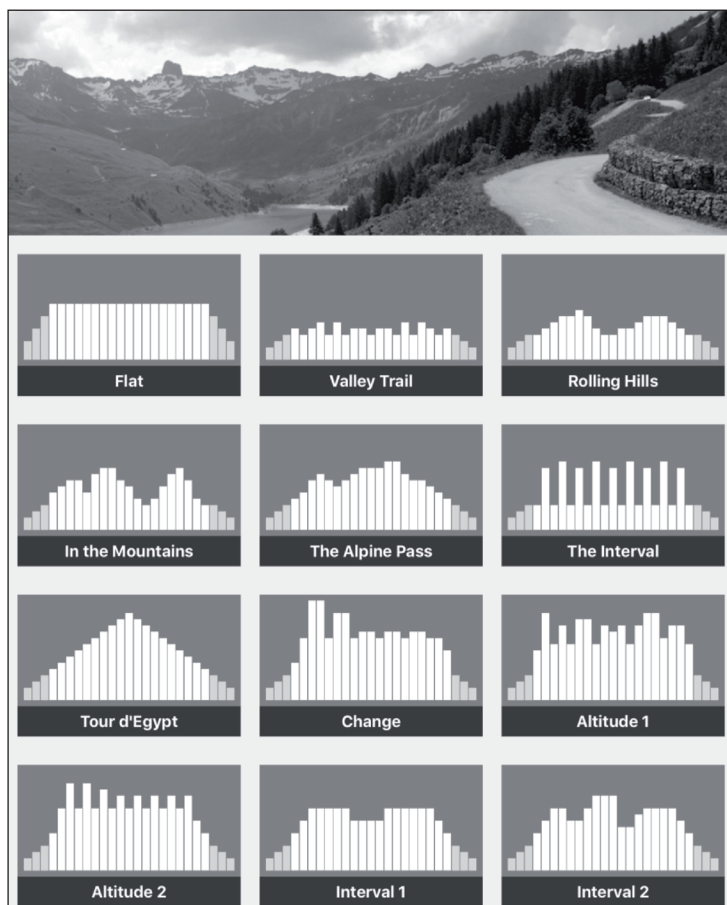 Flat
Valley Trail
Rolling Hills
In the Mountains
The Alpine Pass
The Interval
Tour d'Egypt
Change
Altitude 1
Altitude 2
Interval 1
Interval 2